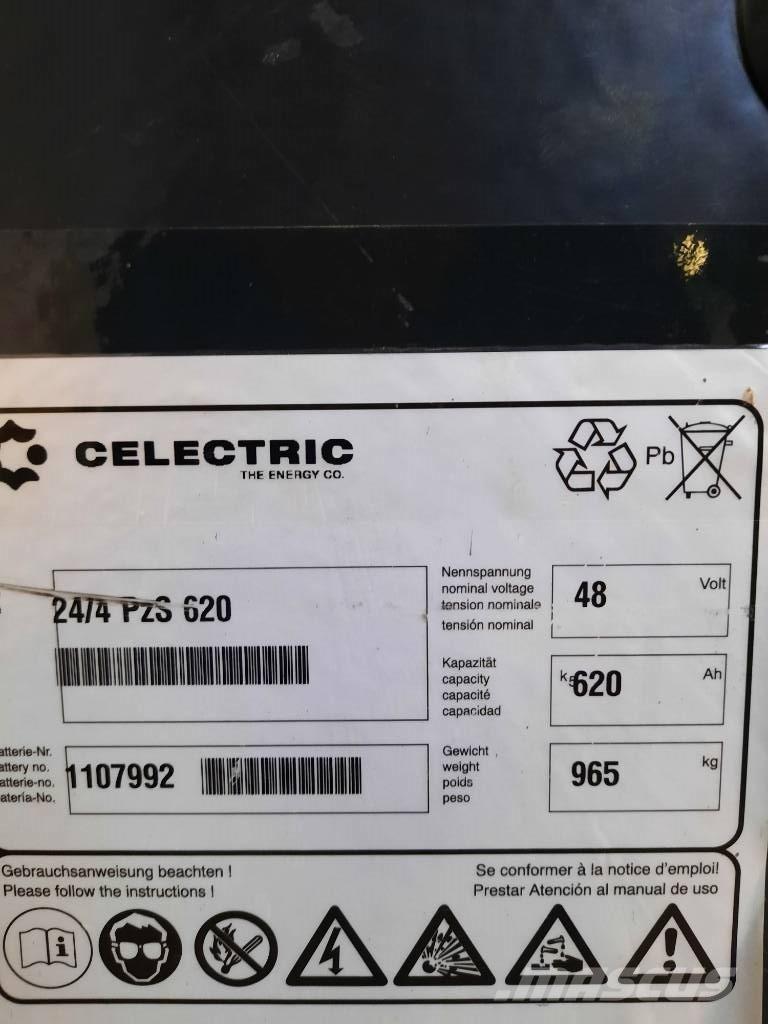 CELECTRIC
THE ENERGY CO.
Pb
24/4 PzS 620
Nennspannung
nominal voltage
tension nominale
tensión nominal
48 Volt
Kapazität
capacity
capacité
capacidad
k5 620 Ah
atterie-Nr.
attery no.
atterie-no.
atería-No.
1107992
Gewicht
weight
poids
peso
965 kg
Gebrauchsanweisung beachten !
Please follow the instructions !
Se conformer à la notice d'emploi!
Prestar Atención al manual de uso
i
MASCUS